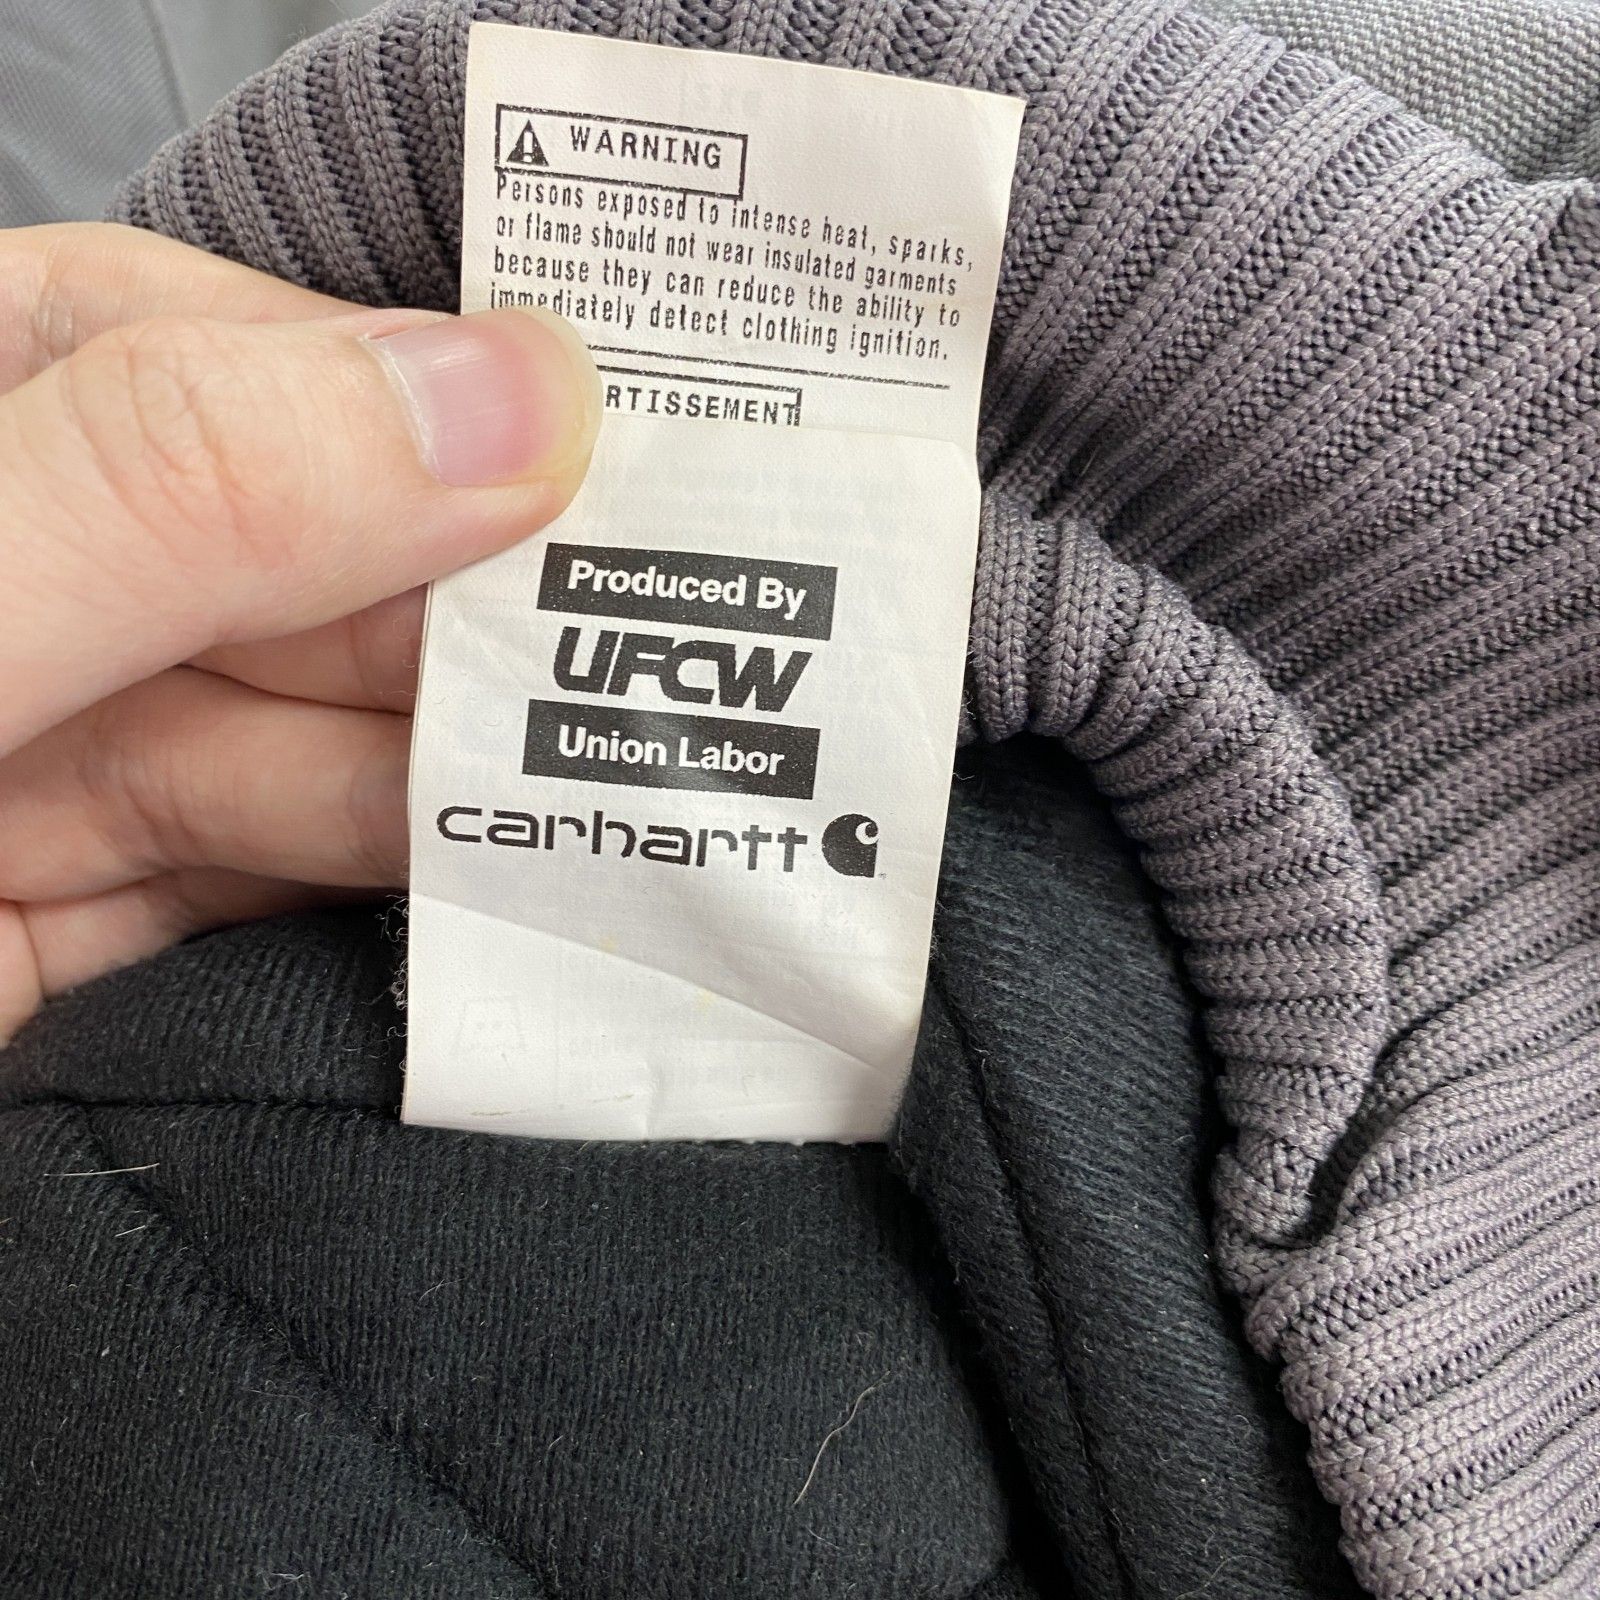 WARNING
Persons exposed to intense heat, sparks,
or flame should not wear insulated garments
because they can reduce the ability to
immediately detect clothing ignition.
RTISSEMENT
Produced By
UFCW
Union Labor
carhartt